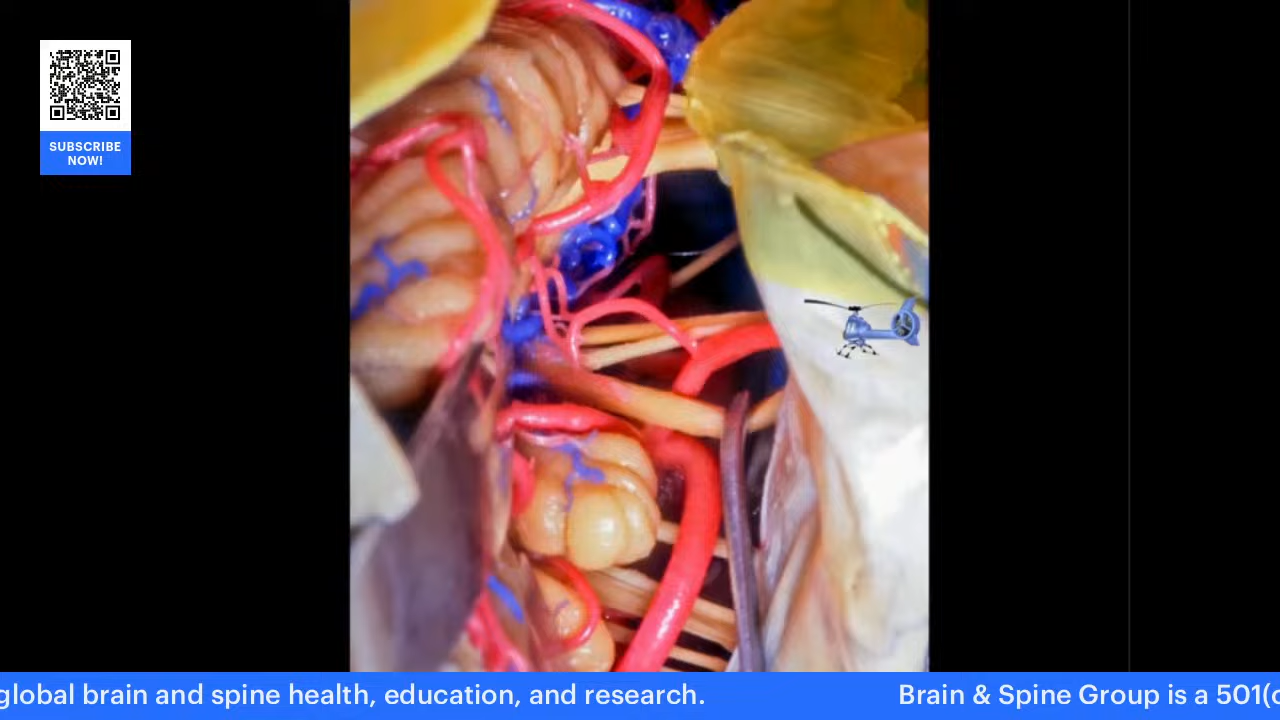 SUBSCRIBE
NOW!
global brain and spine health, education, and research.
Brain & Spine Group is a 501(c